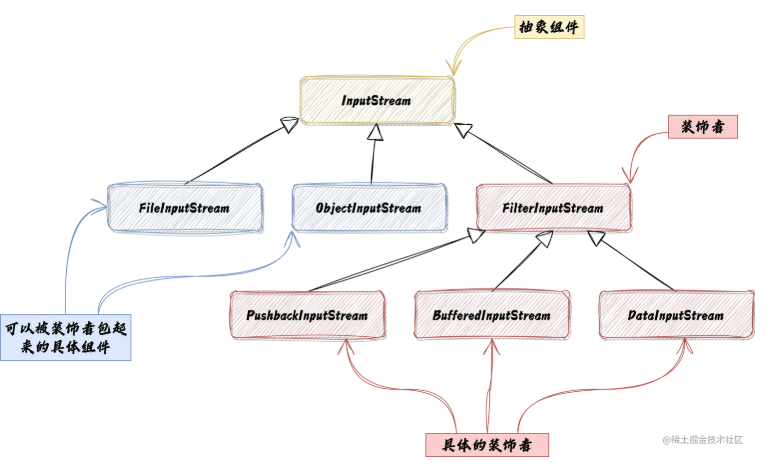 抽象组件
InputStream
装饰者
FileInputStream
ObjectInputStream
FilterInputStream
PushbackInputStream
BufferedInputStream
DataInputStream
可以被装饰者包起
来的具体组件
具体的装饰者
@稀土掘金技术社区